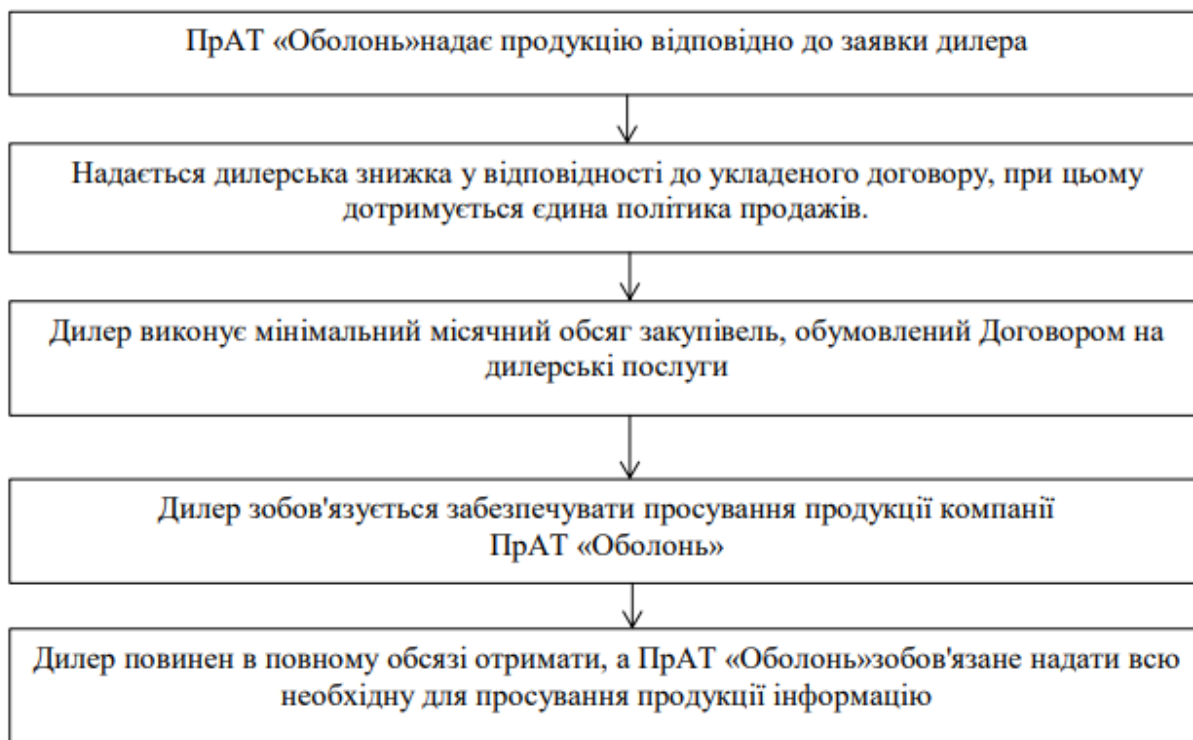 ПрАТ «Оболонь»надає продукцію відповідно до заявки дилера
Надається дилерська знижка у відповідності до укладеного договору, при цьому
дотримується єдина політика продажів.
Дилер виконує мінімальний місячний обсяг закупівель, обумовлений Договором на
дилерські послуги
Дилер зобов'язується забезпечувати просування продукції компанії
ПрАТ «Оболонь»
Дилер повинен в повному обсязі отримати, а ПрАТ «Оболонь»зобов'язане надати всю
необхідну для просування продукції інформацію